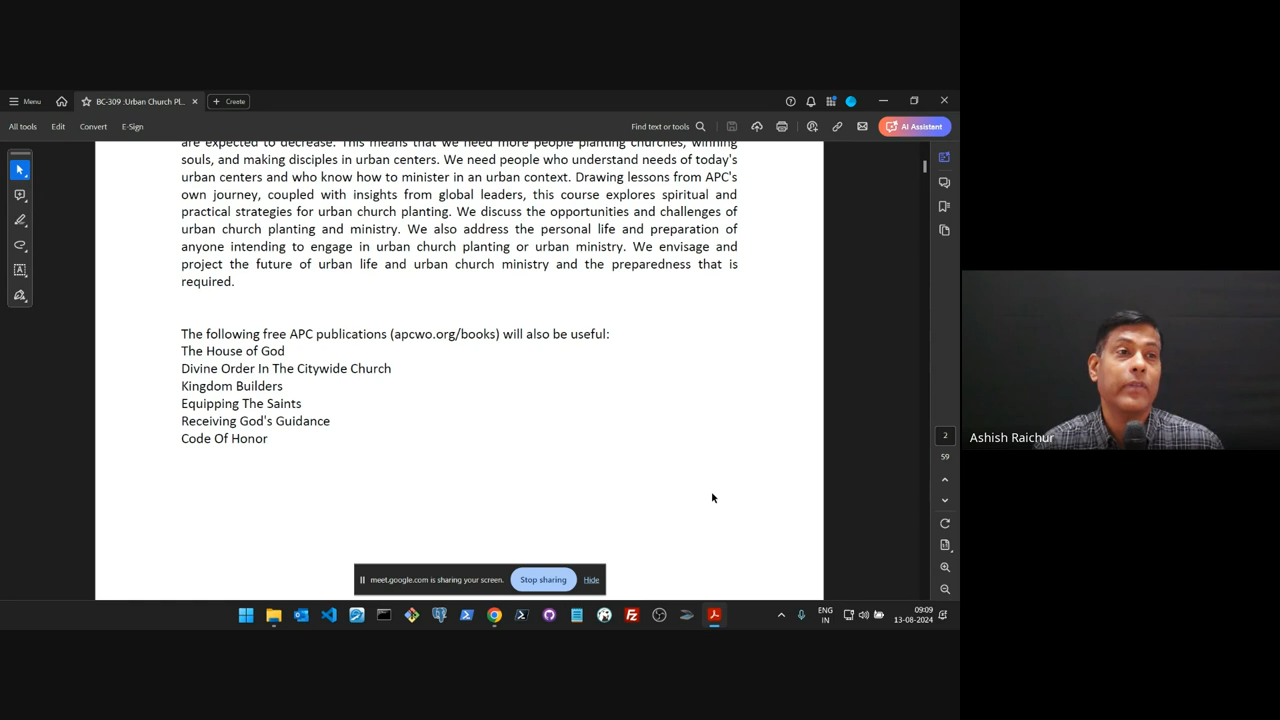 Menu
BC-309 :Urban Church Pl...
Create
All tools
Edit
Convert
E-Sign
Find text or tools
AI Assistant
are expected to decrease. This means that we need more people planting churches, winning
souls, and making disciples in urban centers. We need people who understand needs of today's
urban centers and who know how to minister in an urban context. Drawing lessons from APC's
own journey, coupled with insights from global leaders, this course explores spiritual and
practical strategies for urban church planting. We discuss the opportunities and challenges of
urban church planting and ministry. We also address the personal life and preparation of
anyone intending to engage in urban church planting or urban ministry. We envisage and
project the future of urban life and urban church ministry and the preparedness that is
required.
The following free APC publications (apcwo.org/books) will also be useful:
The House of God
Divine Order In The Citywide Church
Kingdom Builders
Equipping The Saints
Receiving God's Guidance
Code Of Honor
2
59
Ashish Raichur
meet.google.com is sharing your screen.
Stop sharing
Hide
ENG
IN
09:09
13-08-2024